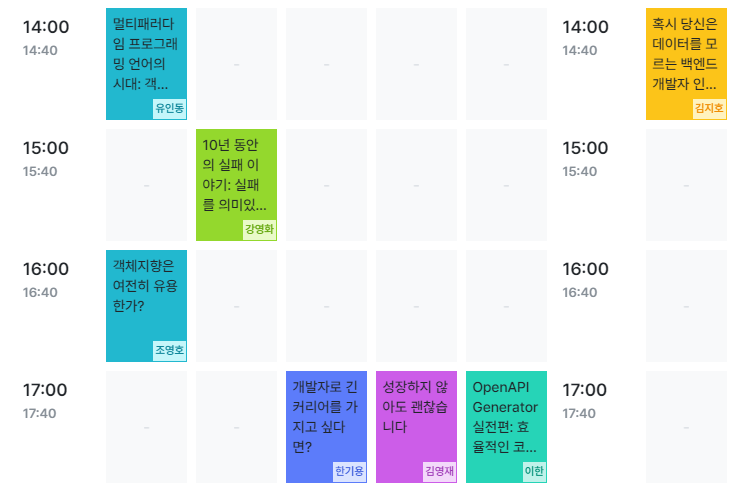 14:00
14:40
멀티패러다
임 프로그래
밍 언어의
시대: 객...
유인동
-
-
-
-
14:00
14:40
혹시 당신은
데이터를 모
르는 백엔드
개발자 인...
김지호
15:00
15:40
-
10년 동안
의 실패 이
야기: 실패
를 의미있...
강영화
-
-
-
15:00
15:40
-
16:00
16:40
객체지향은
여전히 유용
한가?
조영호
-
-
-
-
16:00
16:40
-
17:00
17:40
-
-
개발자로 긴
커리어를 가
지고 싶다
면?
한기용
성장하지 않
아도 괜찮습
니다
김영재
OpenAPI
Generator
실전편: 효
율적인 코...
이한
17:00
17:40
-